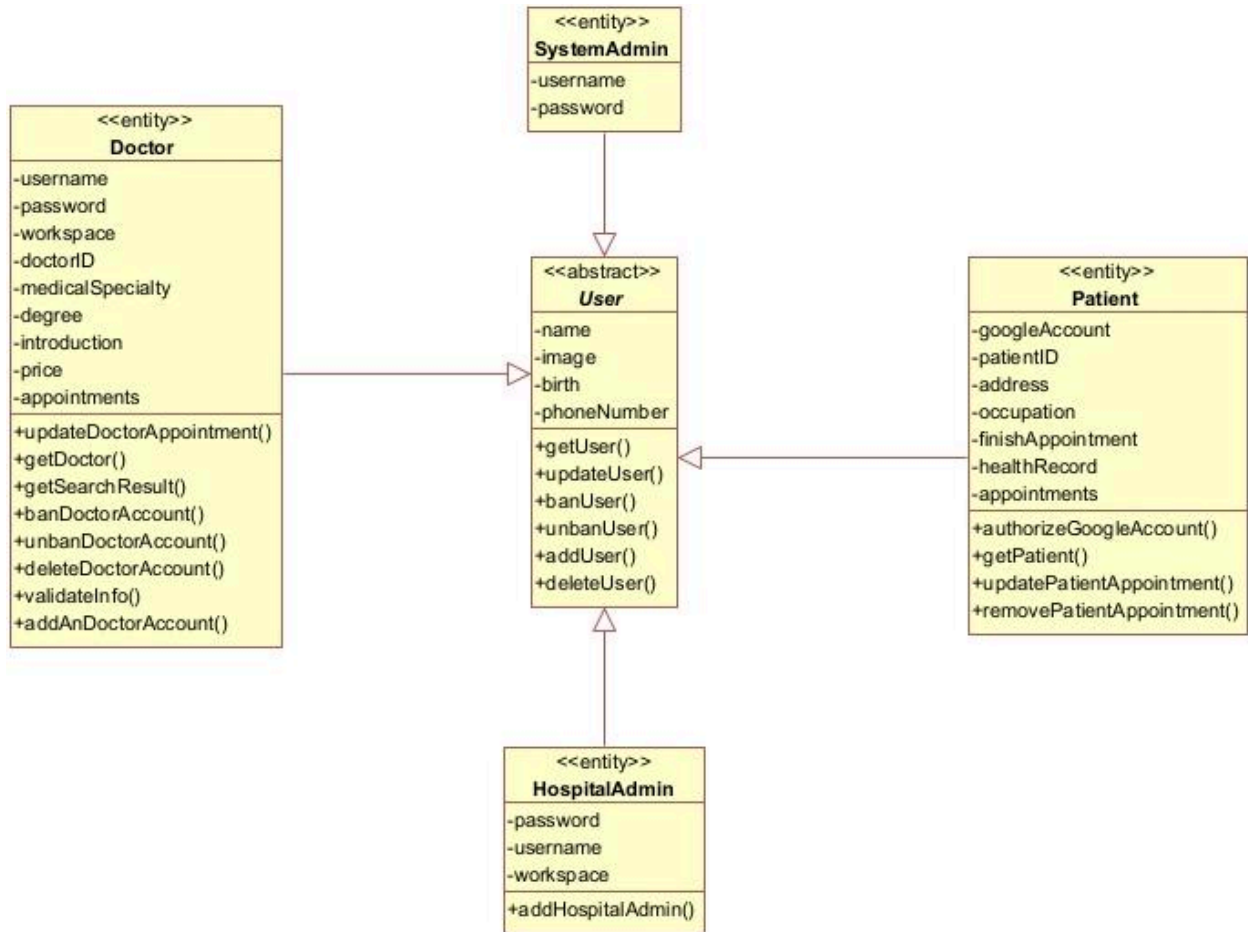 <<entity>>
SystemAdmin
-username
-password
<<entity>>
Doctor
-username
-password
-workspace
-doctorID
-medicalSpecialty
-degree
-introduction
-price
-appointments
+updateDoctorAppointment()
+getDoctor()
+getSearchResult()
+banDoctorAccount()
+unbanDoctorAccount()
+deleteDoctorAccount()
+validateInfo()
+addAnDoctorAccount()
<<abstract>>
User
-name
-image
-birth
-phoneNumber
+getUser()
+updateUser()
+banUser()
+unbanUser()
+addUser()
+deleteUser()
<<entity>>
Patient
-googleAccount
-patientID
-address
-occupation
-finishAppointment
-healthRecord
-appointments
+authorizeGoogleAccount()
+getPatient()
+updatePatientAppointment()
+removePatientAppointment()
<<entity>>
HospitalAdmin
-password
-username
-workspace
+addHospitalAdmin()